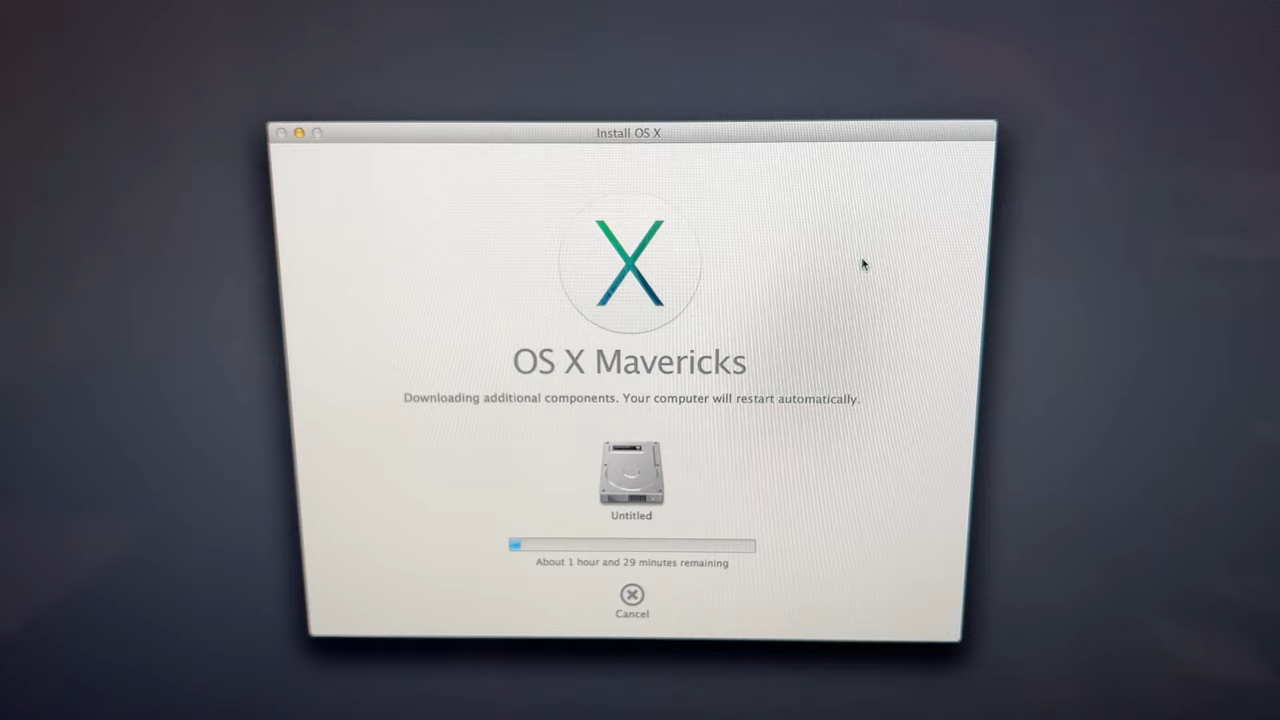 Install OS X
OS X Mavericks
Downloading additional components. Your computer will restart automatically.
Untitled
About 1 hour and 29 minutes remaining
Cancel